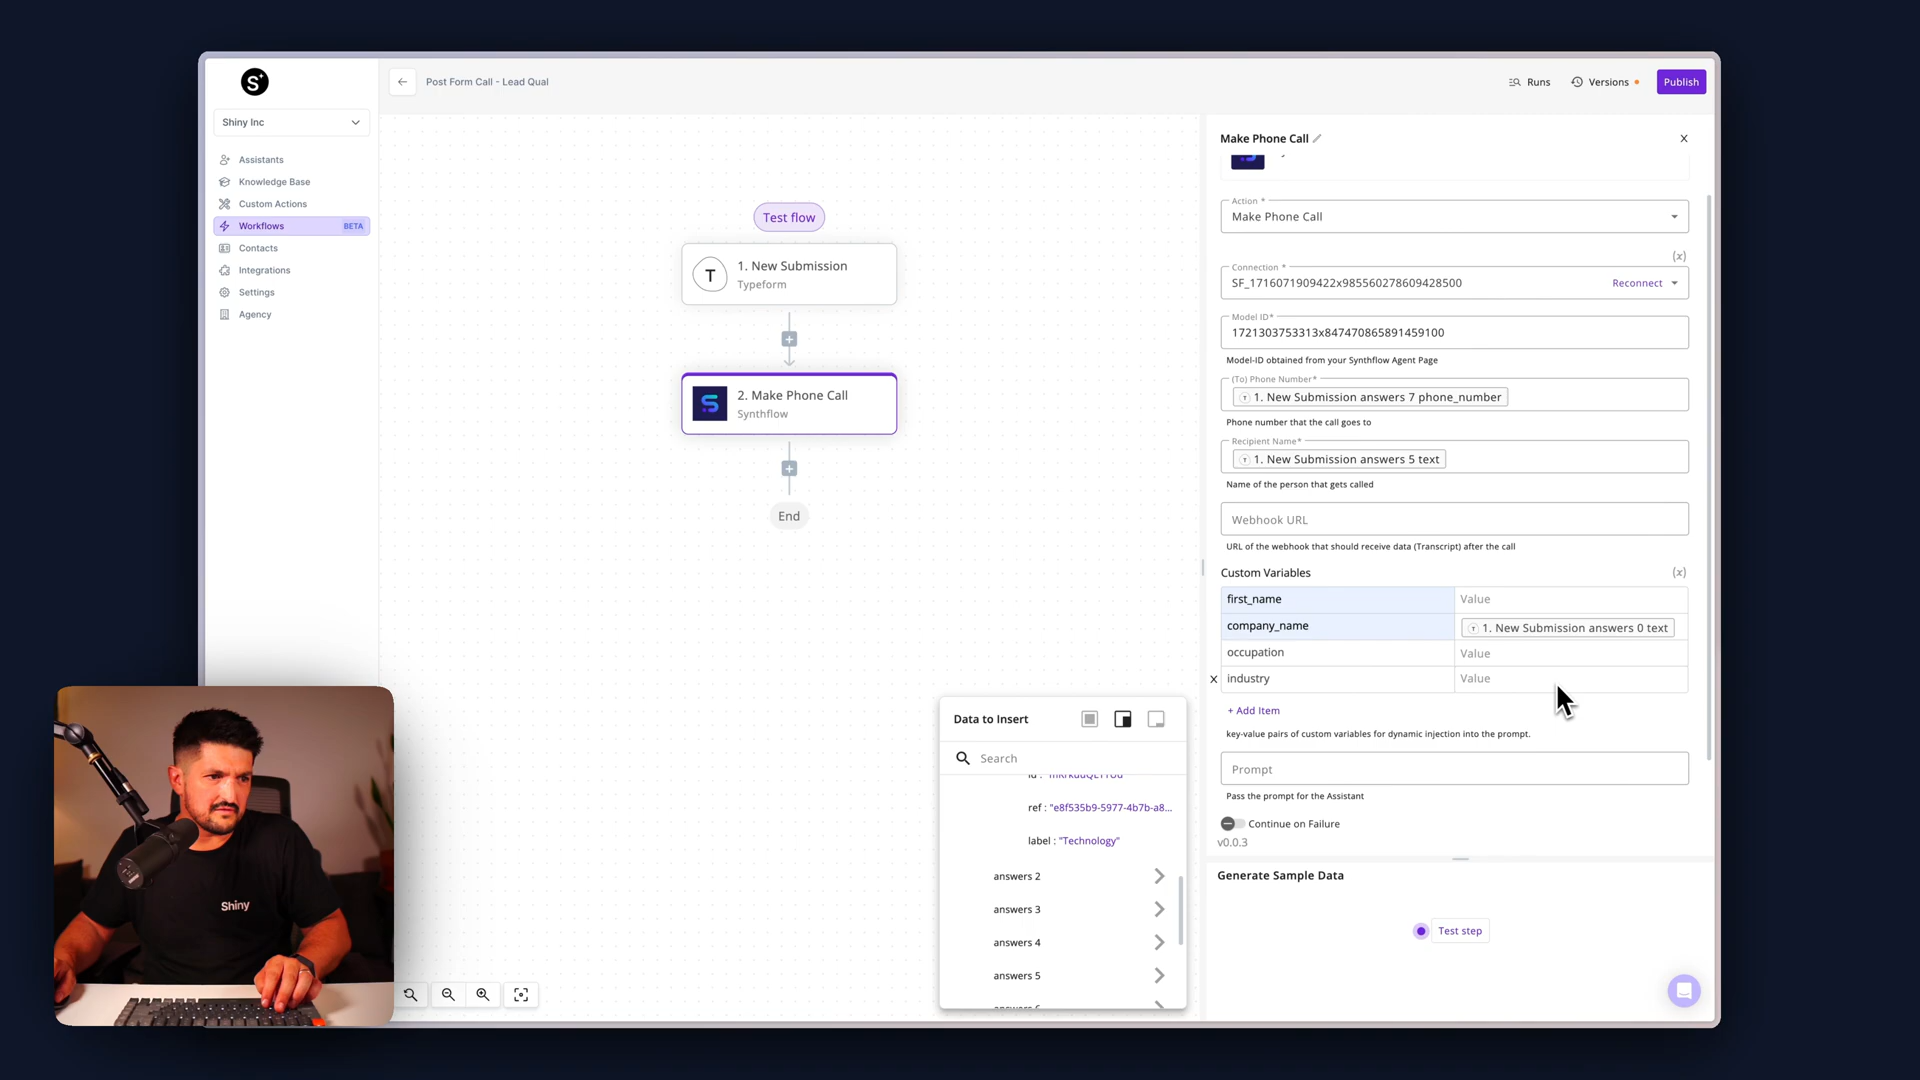 Post Form Call - Lead Qual
Runs
Versions
Publish
Shiny Inc
Assistants
Knowledge Base
Custom Actions
Workflows
BETA
Contacts
Integrations
Settings
Agency
Test flow
T
1. New Submission
Typeform
2. Make Phone Call
Synthflow
End
Make Phone Call
Action *
Make Phone Call
(x)
Connection *
SF_1716071909422x985560278609428500
Reconnect
Model ID*
1721303753313x847470865891459100
Model-ID obtained from your Synthflow Agent Page
(To) Phone Number*
1. New Submission answers 7 phone_number
Phone number that the call goes to
Recipient Name*
1. New Submission answers 5 text
Name of the person that gets called
Webhook URL
URL of the webhook that should receive data (Transcript) after the call
Custom Variables
(x)
first_name
Value
company_name
1. New Submission answers 0 text
occupation
Value
industry
Value
+ Add Item
key-value pairs of custom variables for dynamic injection into the prompt.
Prompt
Pass the prompt for the Assistant
Continue on Failure
v0.0.3
Generate Sample Data
Test step
Data to Insert
Search
ref : "e8f535b9-5977-4b7b-a8...
label : "Technology"
answers 2
answers 3
answers 4
answers 5
Shiny